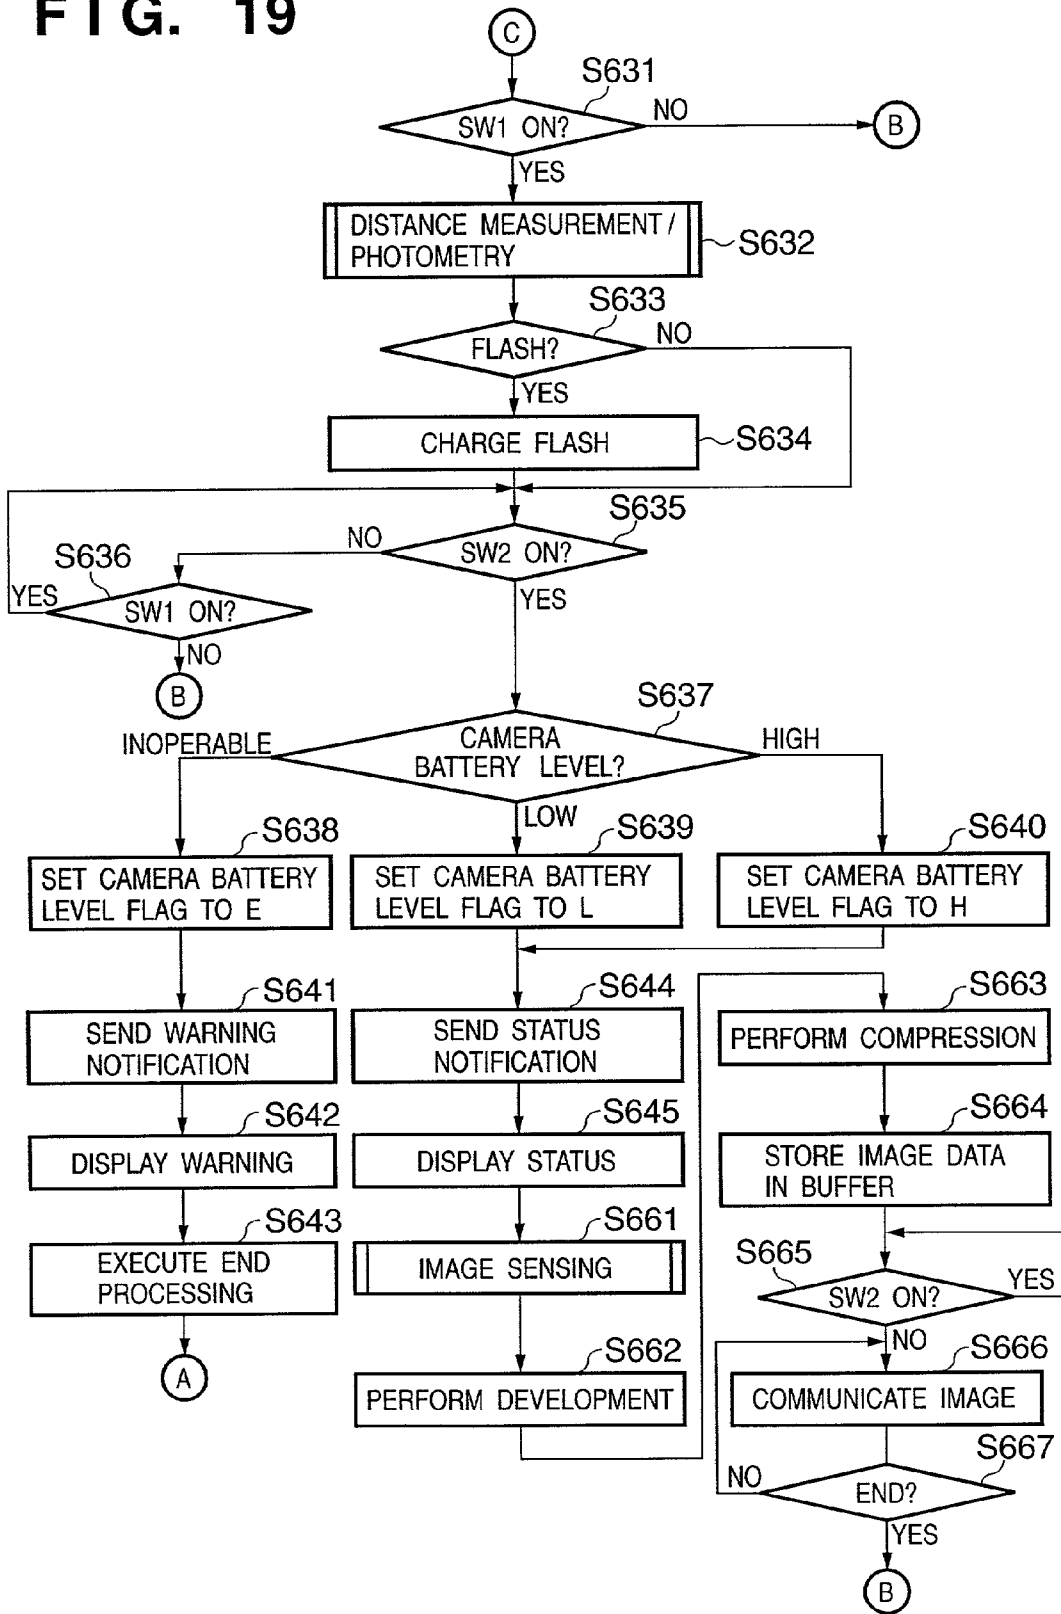 FIG. 19
C
S631
SW1 ON?
NO
B
YES
DISTANCE MEASUREMENT/
PHOTOMETRY
S632
S633
FLASH?
NO
YES
CHARGE FLASH
S634
S635
SW2 ON?
NO
YES
S636
SW1 ON?
YES
NO
B
S637
CAMERA
BATTERY LEVEL?
INOPERABLE
LOW
HIGH
S638
SET CAMERA BATTERY
LEVEL FLAG TO E
S639
SET CAMERA BATTERY
LEVEL FLAG TO L
S640
SET CAMERA BATTERY
LEVEL FLAG TO H
S641
SEND WARNING
NOTIFICATION
S642
DISPLAY WARNING
S643
EXECUTE END
PROCESSING
A
S644
SEND STATUS
NOTIFICATION
S645
DISPLAY STATUS
S661
IMAGE SENSING
S662
PERFORM DEVELOPMENT
S663
PERFORM COMPRESSION
S664
STORE IMAGE DATA
IN BUFFER
S665
SW2 ON?
YES
NO
S666
COMMUNICATE IMAGE
S667
END?
NO
YES
B